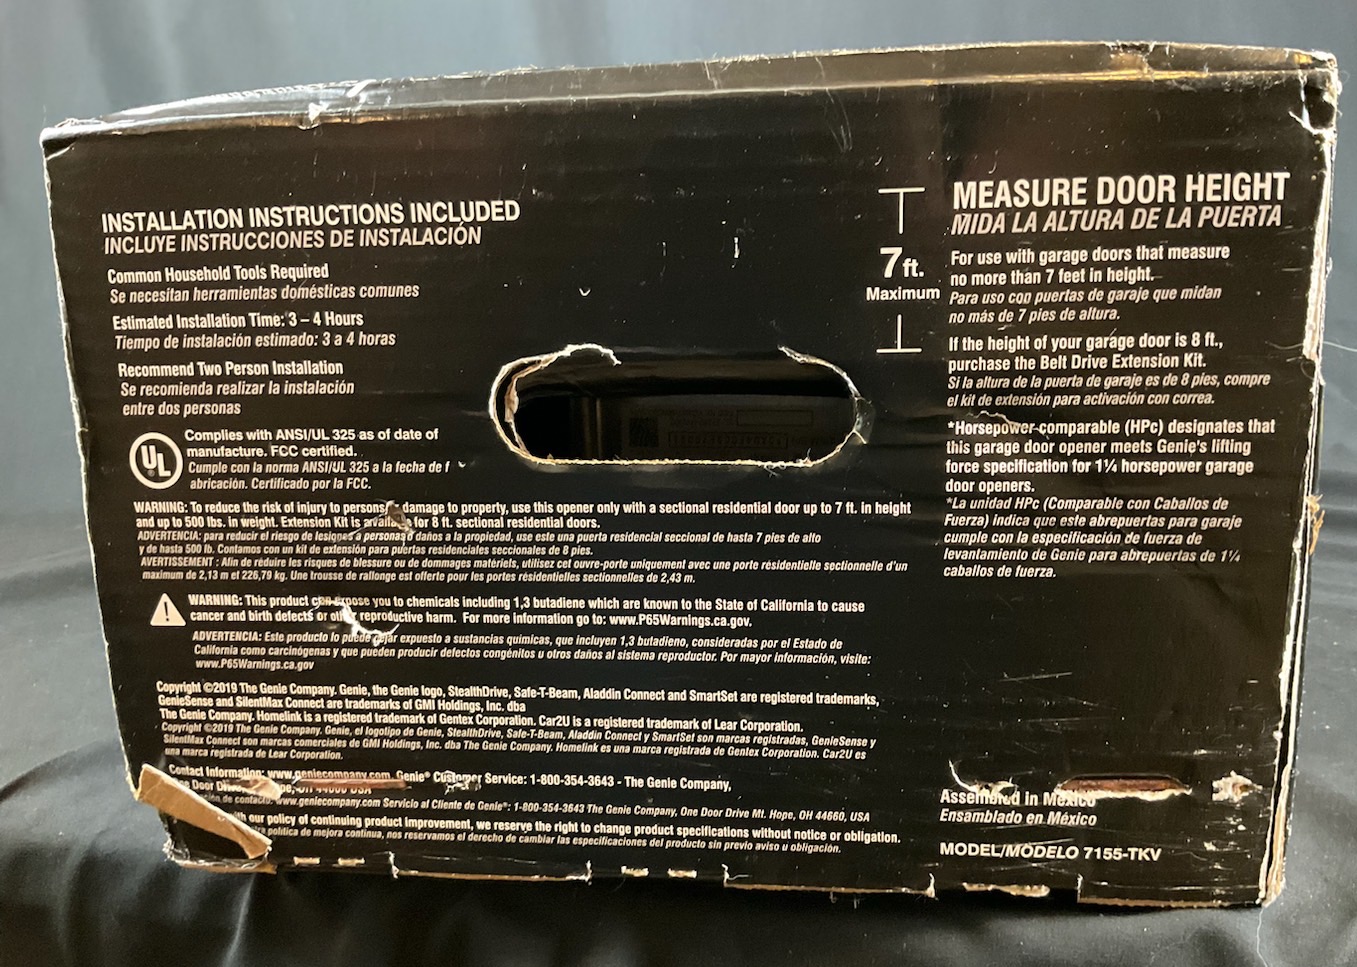 INSTALLATION INSTRUCTIONS INCLUDED
INCLUYE INSTRUCCIONES DE INSTALACIÓN
Common Household Tools Required
Se necesitan herramientas domésticas comunes
Estimated Installation Time: 3 – 4 Hours
Tiempo de instalación estimado: 3 a 4 horas
Recommend Two Person Installation
Se recomienda realizar la instalación
entre dos personas
UL
Complies with ANSI/UL 325 as of date of
manufacture. FCC certified.
Cumple con la norma ANSI/UL 325 a la fecha de f
abricación. Certificado por la FCC.
WARNING: To reduce the risk of injury to persons damage to property, use this opener only with a sectional residential door up to 7 ft. in height
and up to 500 lbs. in weight. Extension Kit is for 8 ft. sectional residential doors.
ADVERTENCIA: para reducir el riesgo de lesiones a personas o daños a la propiedad, use este una puerta residencial seccional de hasta 7 pies de alto
y de hasta 500 lb. Contamos con un kit de extensión para puertas residenciales seccionales de 8 pies.
AVERTISSEMENT : Afin de réduire les risques de blessure ou de dommages matériels, utilisez cet ouvre-porte uniquement avec une porte résidentielle sectionnelle d'un
maximum de 2,13 m et 226,79 kg. Une trousse de rallonge est offerte pour les portes résidentielles sectionnelles de 2,43 m.
WARNING: This product can expose you to chemicals including 1,3 butadiene which are known to the State of California to cause
cancer and birth defects or other reproductive harm. For more information go to: www.P65Warnings.ca.gov.
ADVERTENCIA: Este producto lo puede dejar expuesto a sustancias químicas, que incluyen 1,3 butadieno, consideradas por el Estado de
California como carcinógenas y que pueden producir defectos congénitos u otros daños al sistema reproductor. Por mayor información, visite:
www.P65Warnings.ca.gov
Copyright ©2019 The Genie Company. Genie, the Genie logo, StealthDrive, Safe-T-Beam, Aladdin Connect and SmartSet are registered trademarks,
GenieSense and SilentMax Connect are trademarks of GMI Holdings, Inc. dba
The Genie Company. Homelink is a registered trademark of Gentex Corporation. Car2U is a registered trademark of Lear Corporation.
Copyright ©2019 The Genie Company. Genie, el logotipo de Genie, StealthDrive, Safe-T-Beam, Aladdin Connect y SmartSet son marcas registradas, GenieSense y
SilentMax Connect son marcas comerciales de GMI Holdings, Inc. dba The Genie Company. Homelink es una marca registrada de Gentex Corporation. Car2U es
una marca registrada de Lear Corporation.
Contact Information: www.geniecompany.com. Genie® Customer Service: 1-800-354-3643 - The Genie Company,
Door OH 44660 USA
de contacto: www.geniecompany.com Servicio al Cliente de Genie®: 1-800-354-3643 The Genie Company, One Door Drive Mt. Hope, OH 44660, USA
our policy of continuing product improvement, we reserve the right to change product specifications without notice or obligation.
política de mejora continua, nos reservamos el derecho de cambiar las especificaciones del producto sin previo aviso u obligación.
7 ft.
Maximum
MEASURE DOOR HEIGHT
MIDA LA ALTURA DE LA PUERTA
For use with garage doors that measure
no more than 7 feet in height.
Para uso con puertas de garaje que midan
no más de 7 pies de altura.
If the height of your garage door is 8 ft.,
purchase the Belt Drive Extension Kit.
Si la altura de la puerta de garaje es de 8 pies, compre
el kit de extensión para activación con correa.
*Horsepower-comparable (HPc) designates that
this garage door opener meets Genie's lifting
force specification for 1¼ horsepower garage
door openers.
*La unidad HPc (Comparable con Caballos de
Fuerza) indica que este abrepuertas para garaje
cumple con la especificación de fuerza de
levantamiento de Genie para abrepuertas de 1¼
caballos de fuerza.
Assembled in Mexico
Ensamblado en México
MODEL/MODELO 7155-TKV